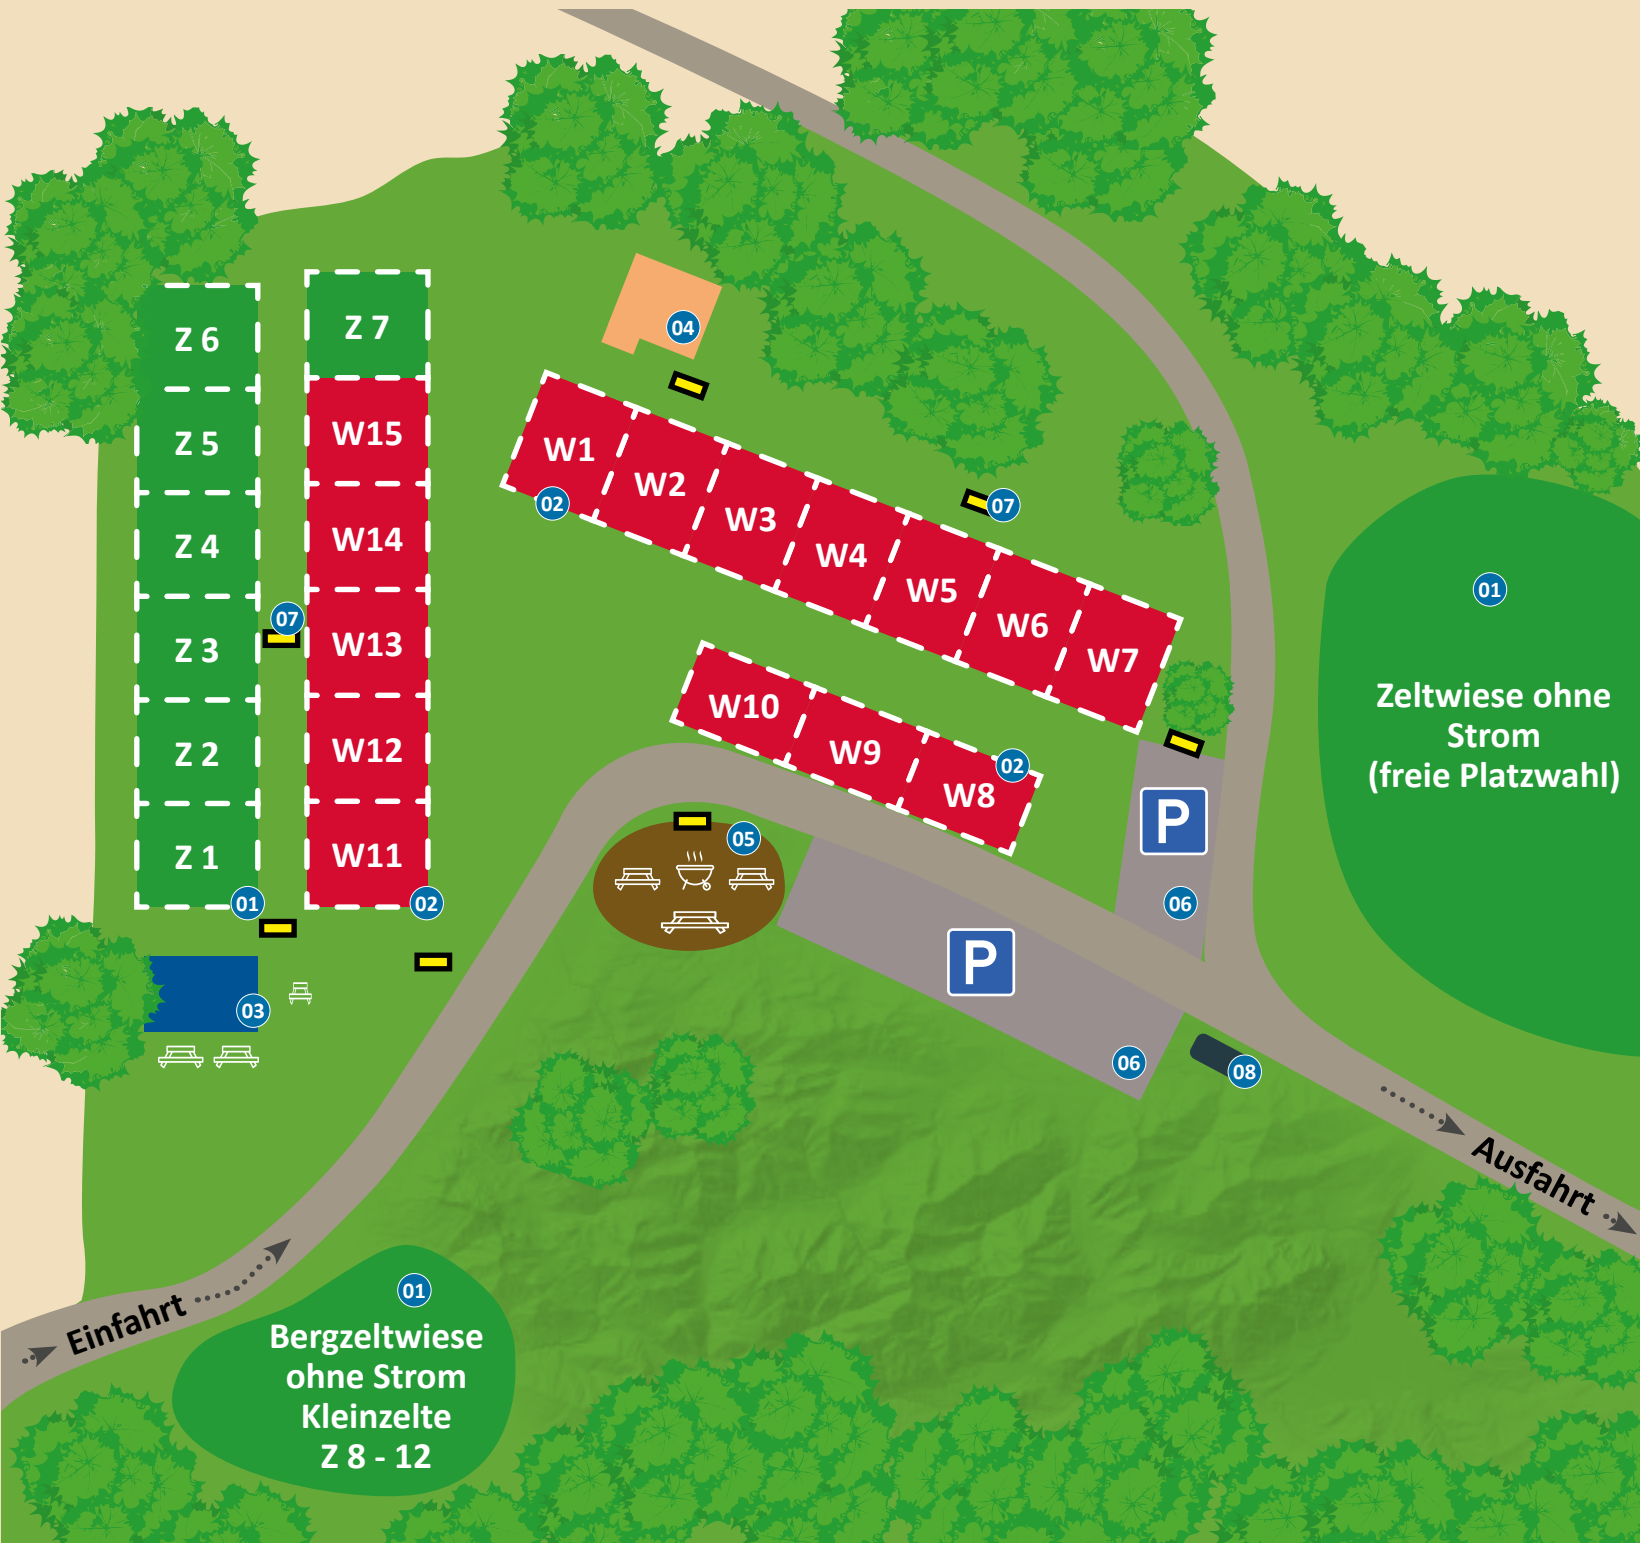 Z 6
Z 7
04
Z 5
W15
W1
W2
02
W3
07
Z 4
W14
W4
W5
01
07
Z 3
W13
W6
W7
Zeltwiese ohne
Strom
(freie Platzwahl)
Z 2
W12
W10
W9
02
W8
P
05
Z 1
W11
01
02
06
P
03
06
08
Ausfahrt
Einfahrt
01
Bergzeltwiese
ohne Strom
Kleinzelte
Z 8 - 12